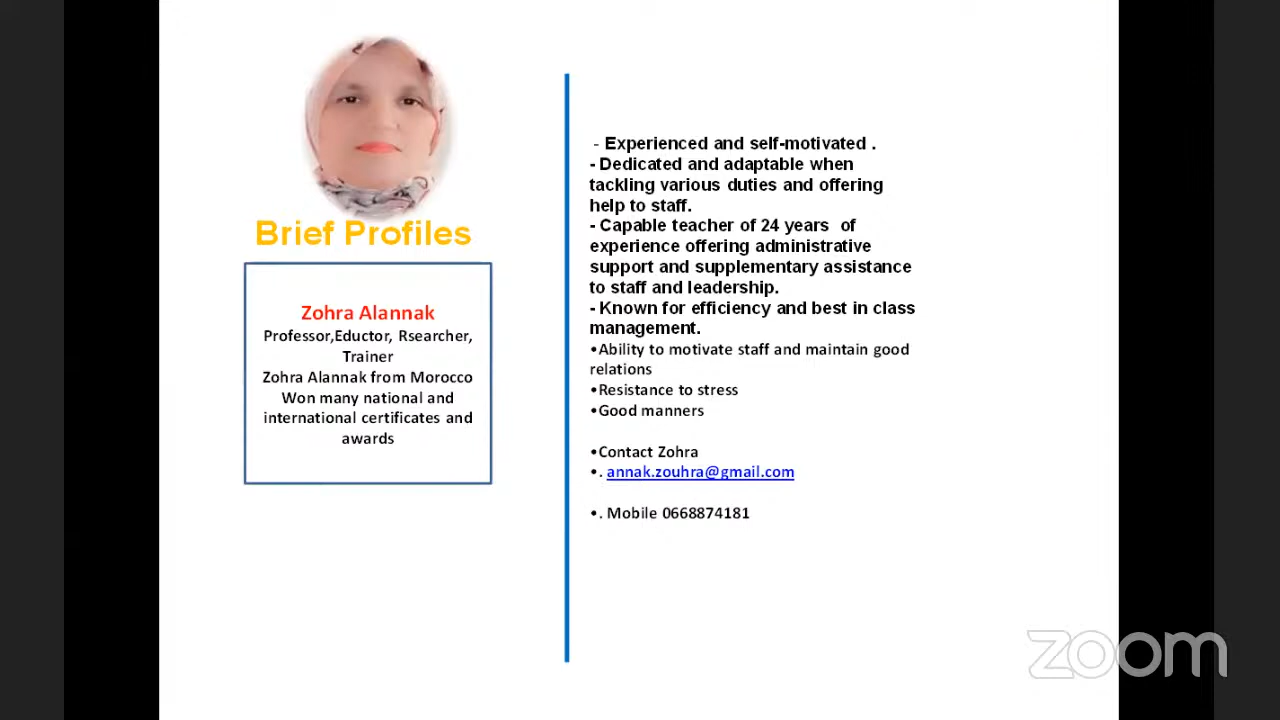 Brief Profiles
Zohra Alannak
Professor,Eductor, Rsearcher,
Trainer
Zohra Alannak from Morocco
Won many national and
international certificates and
awards
- Experienced and self-motivated .
- Dedicated and adaptable when
tackling various duties and offering
help to staff.
- Capable teacher of 24 years  of
experience offering administrative
support and supplementary assistance
to staff and leadership.
- Known for efficiency and best in class
management.
•Ability to motivate staff and maintain good
relations
•Resistance to stress
•Good manners
•Contact Zohra
•. annak.zouhra@gmail.com
•. Mobile 0668874181
zoom